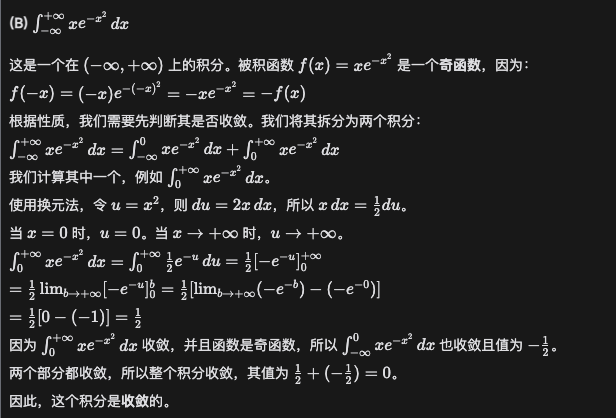 (B) $\int_{-\infty}^{+\infty} xe^{-x^2} \, dx$
这是一个在 $(-\infty, +\infty)$ 上的积分。被积函数 $f(x) = xe^{-x^2}$ 是一个奇函数，因为：
$f(-x) = (-x)e^{-(-x)^2} = -xe^{-x^2} = -f(x)$
根据性质，我们需要先判断其是否收敛。我们将其拆分为两个积分：
$\int_{-\infty}^{+\infty} xe^{-x^2} \, dx = \int_{-\infty}^{0} xe^{-x^2} \, dx + \int_{0}^{+\infty} xe^{-x^2} \, dx$
我们计算其中一个，例如 $\int_{0}^{+\infty} xe^{-x^2} \, dx$。
使用换元法，令 $u = x^2$，则 $du = 2x \, dx$，所以 $x \, dx = \frac{1}{2} du$。
当 $x = 0$ 时，$u = 0$。当 $x \to +\infty$ 时，$u \to +\infty$。
$\int_{0}^{+\infty} xe^{-x^2} \, dx = \int_{0}^{+\infty} \frac{1}{2} e^{-u} \, du = \frac{1}{2} [-e^{-u}]_{0}^{+\infty}$
$= \frac{1}{2} \lim_{b \to +\infty} [-e^{-u}]_{0}^{b} = \frac{1}{2} [\lim_{b \to +\infty} (-e^{-b}) - (-e^{-0})]$
$= \frac{1}{2} [0 - (-1)] = \frac{1}{2}$
因为 $\int_{0}^{+\infty} xe^{-x^2} \, dx$ 收敛，并且函数是奇函数，所以 $\int_{-\infty}^{0} xe^{-x^2} \, dx$ 也收敛且值为 $-\frac{1}{2}$。
两个部分都收敛，所以整个积分收敛，其值为 $\frac{1}{2} + (-\frac{1}{2}) = 0$。
因此，这个积分是收敛的。